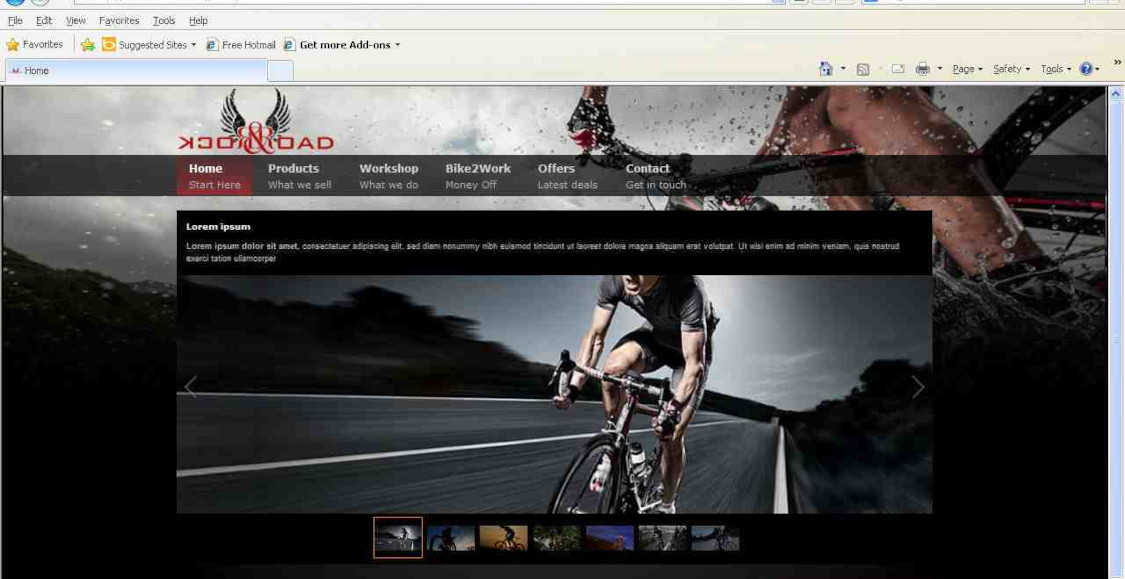 File Edit View Favorites Tools Help
Favorites Suggested Sites Free Hotmail Get more Add-ons
Home Page Safety Tools
ROCK ROAD
Home Products Workshop Bike2Work Offers Contact
Start Here What we sell What we do Money Off Latest deals Get in touch
Lorem ipsum
Lorem ipsum dolor sit amet, consectetuer adipiscing elit, sed diam nonummy nibh euismod tincidunt ut laoreet dolore magna aliquam erat volutpat. Ut wisi enim ad minim veniam, quis nostrud
exerci tation ullamcorper